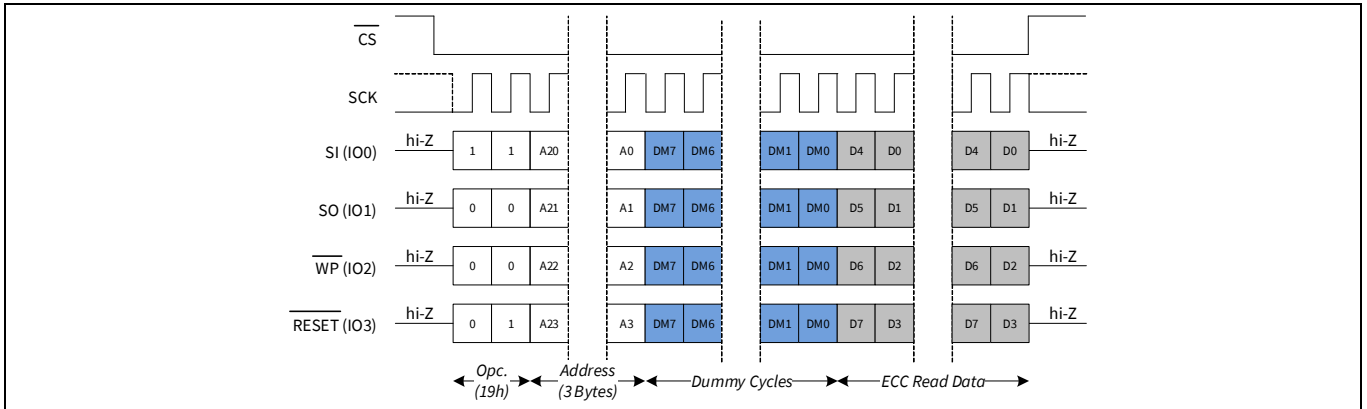 CS
SCK
SI (IO0) hi-Z 1 1 A20 A0 DM7 DM6 DM1 DM0 D4 D0 D4 D0 hi-Z
SO (IO1) hi-Z 0 0 A21 A1 DM7 DM6 DM1 DM0 D5 D1 D5 D1 hi-Z
WP (IO2) hi-Z 0 0 A22 A2 DM7 DM6 DM1 DM0 D6 D2 D6 D2 hi-Z
RESET (IO3) hi-Z 0 1 A23 A3 DM7 DM6 DM1 DM0 D7 D3 D7 D3 hi-Z
Opc. Address Dummy Cycles ECC Read Data
(19h) (3 Bytes)